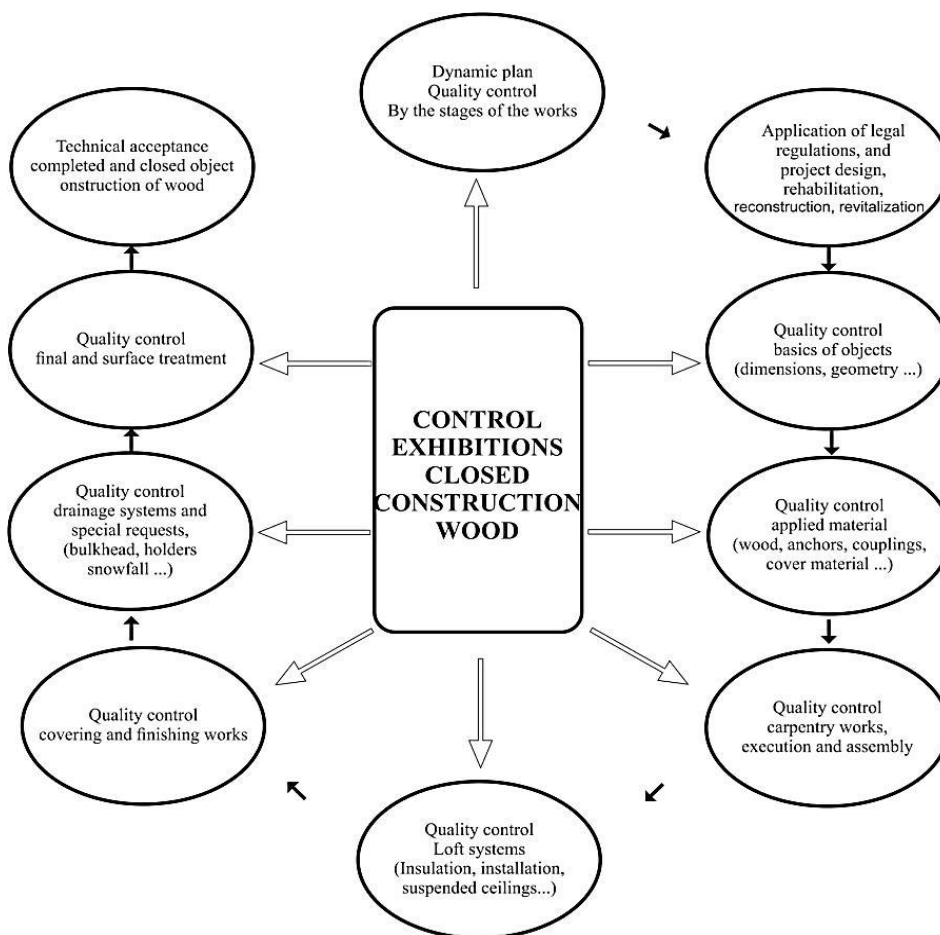 Dynamic plan
Quality control
By the stages of the works
Application of legal
regulations, and
project design,
rehabilitation,
reconstruction, revitalization
Quality control
basics of objects
(dimensions, geometry ...)
Quality control
applied material
(wood, anchors, couplings,
cover material ...)
Quality control
carpentry works,
execution and assembly
Quality control
Loft systems
(Insulation, installation,
suspended ceilings...)
Quality control
covering and finishing works
Quality control
drainage systems and
special requests,
(bulkhead, holders
snowfall ...)
Quality control
final and surface treatment
Technical acceptance
completed and closed object
onstruction of wood
CONTROL
EXHIBITIONS
CLOSED
CONSTRUCTION
WOOD